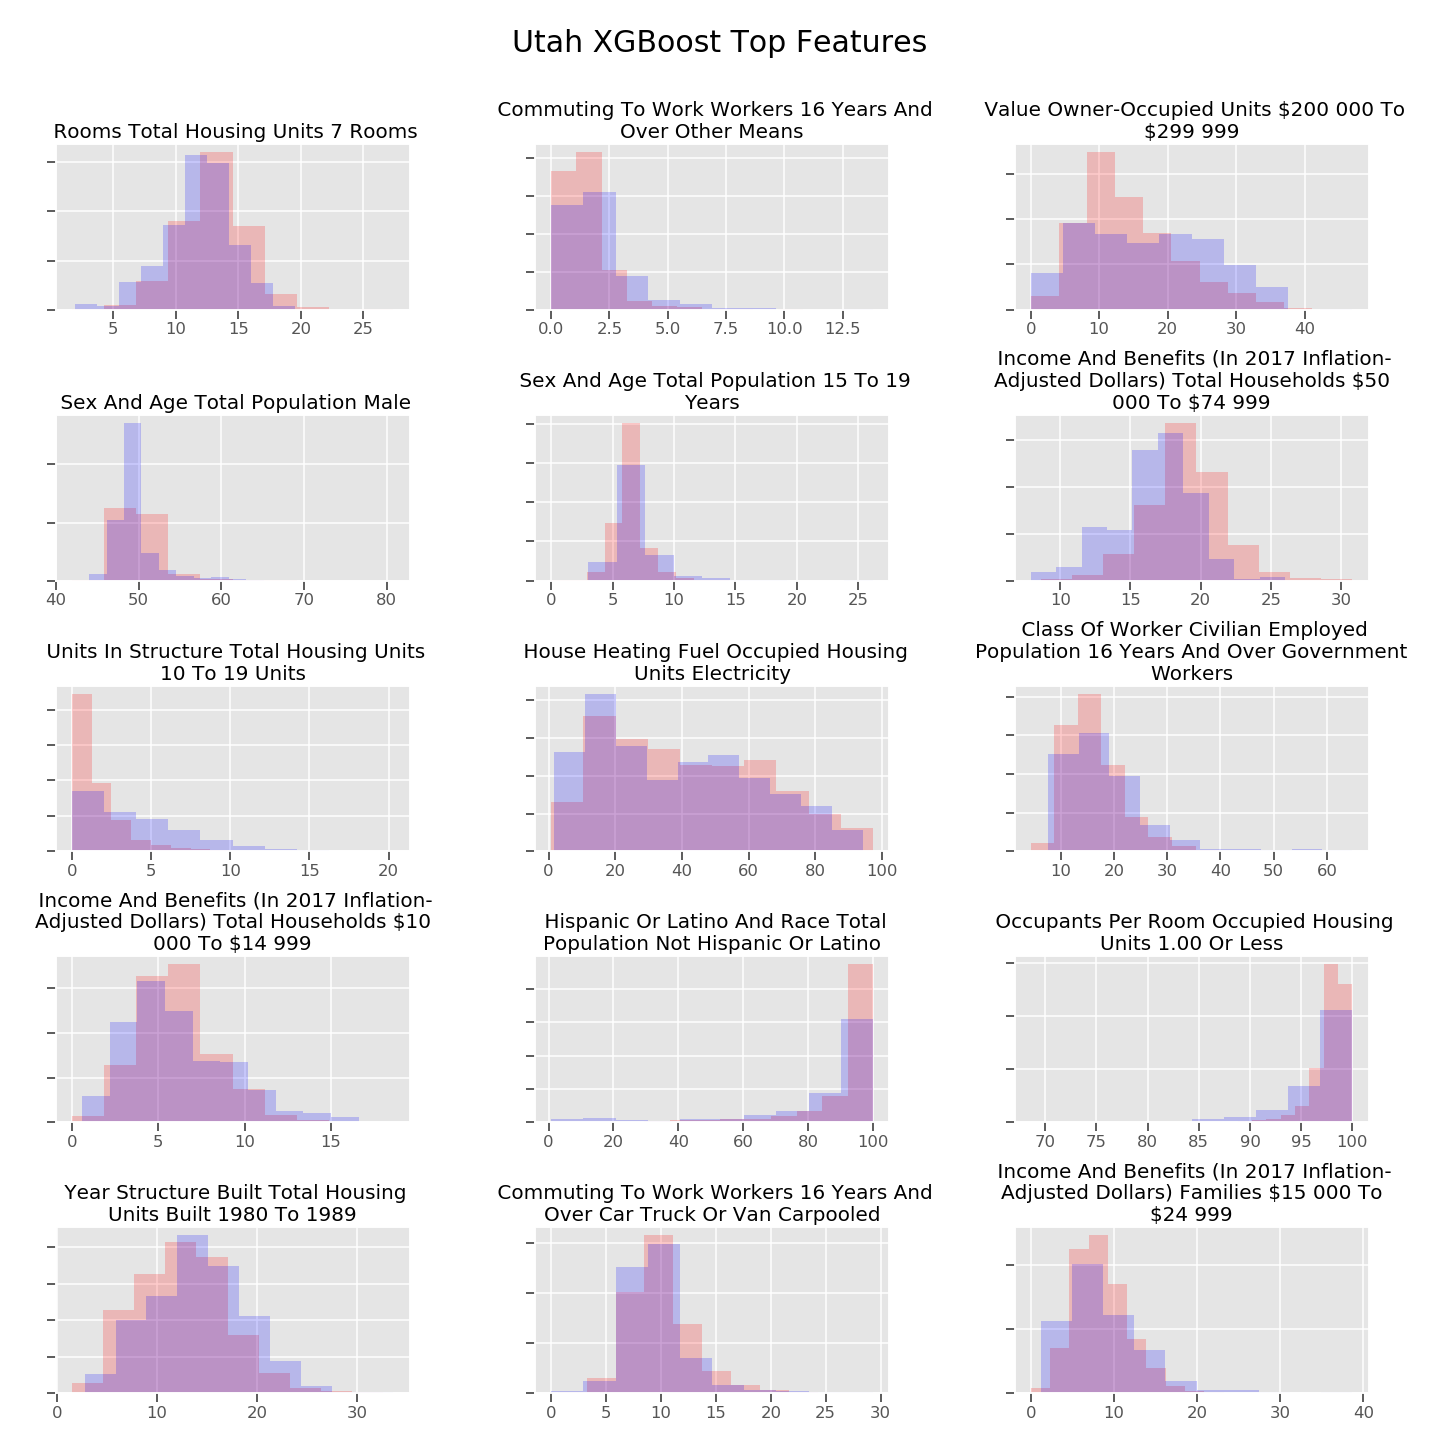 Utah XGBoost Top Features
Rooms Total Housing Units 7 Rooms
5 10 15 20 25
Commuting To Work Workers 16 Years And
Over Other Means
0.0 2.5 5.0 7.5 10.0 12.5
Value Owner-Occupied Units $200 000 To
$299 999
0 10 20 30 40
Sex And Age Total Population Male
40 50 60 70 80
Sex And Age Total Population 15 To 19
Years
0 5 10 15 20 25
Income And Benefits (In 2017 Inflation-
Adjusted Dollars) Total Households $50
000 To $74 999
10 15 20 25 30
Units In Structure Total Housing Units
10 To 19 Units
0 5 10 15 20
House Heating Fuel Occupied Housing
Units Electricity
0 20 40 60 80 100
Class Of Worker Civilian Employed
Population 16 Years And Over Government
Workers
10 20 30 40 50 60
Income And Benefits (In 2017 Inflation-
Adjusted Dollars) Total Households $10
000 To $14 999
0 5 10 15
Hispanic Or Latino And Race Total
Population Not Hispanic Or Latino
0 20 40 60 80 100
Occupants Per Room Occupied Housing
Units 1.00 Or Less
70 75 80 85 90 95 100
Year Structure Built Total Housing
Units Built 1980 To 1989
0 10 20 30
Commuting To Work Workers 16 Years And
Over Car Truck Or Van Carpooled
0 5 10 15 20 25 30
Income And Benefits (In 2017 Inflation-
Adjusted Dollars) Families $15 000 To
$24 999
0 10 20 30 40